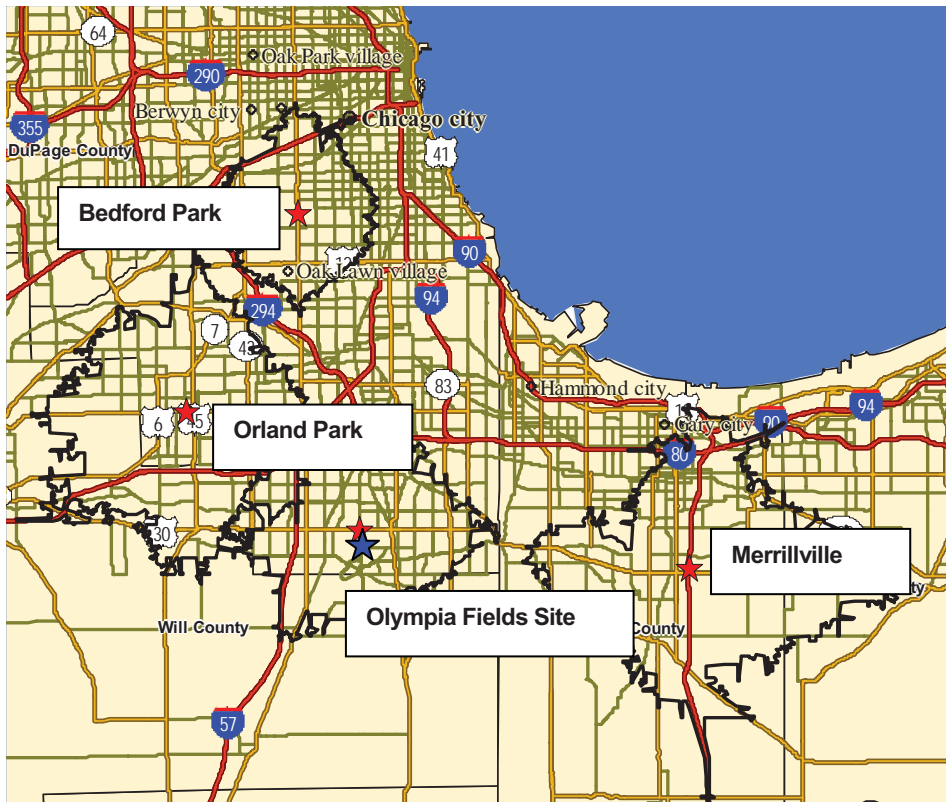 64
Oak Park village
290
Berwyn city
Chicago city
355
DuPage County
41
Bedford Park
90
12
Oak Lawn village
94
294
7
43
83
Hammond city
94
90
6
45
Gary city
Orland Park
80
30
Merrillville
Olympia Fields Site
Will County
County
57